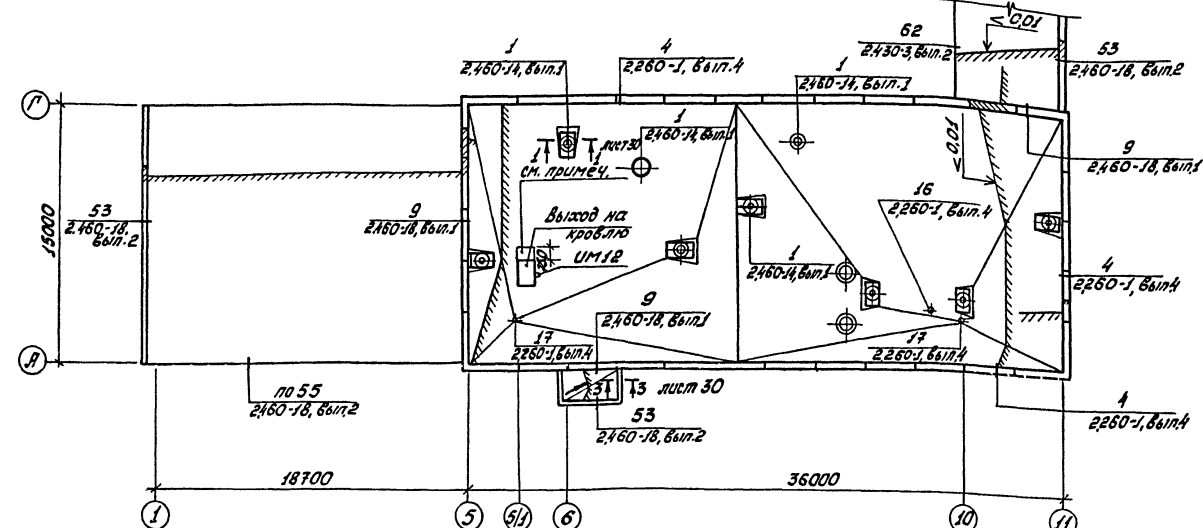 < 0,01
62
2.430-3, вып.2
53
2.460-18, вып.2
1
2.460-14, вып.1
4
2.260-1, вып.4
1
2.460-14, вып.1
Г
1
2.460-14, вып.1
1
1
лист 30
см. примеч.
< 0,01
9
2.460-18, вып.1
16
2.260-1, вып.4
15000
53
2.460-18, вып.2
9
2.460-18, вып.1
Выход на
кровлю
ИМ12
1
2.460-14, вып.1
4
2.260-1, вып.4
9
2.460-18, вып.1
17
2.260-1, вып.4
17
2.260-1, вып.4
А
по 55
2.460-18, вып.2
3
3
лист 30
53
2.460-18, вып.2
4
2.260-1, вып.4
18700
36000
1
5
5/1
6
10
11